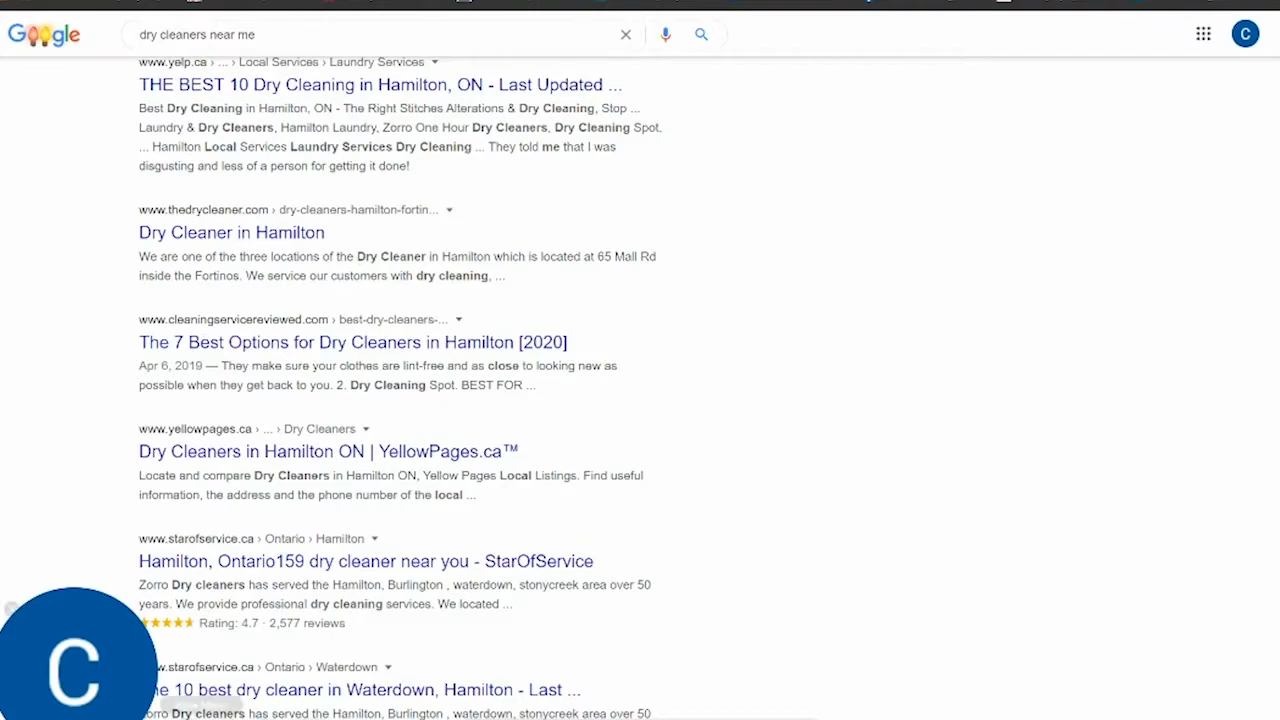 Google
dry cleaners near me
C
www.yelp.ca › ... › Local Services › Laundry Services
THE BEST 10 Dry Cleaning in Hamilton, ON - Last Updated ...
Best Dry Cleaning in Hamilton, ON - The Right Stitches Alterations & Dry Cleaning, Stop ...
Laundry & Dry Cleaners, Hamilton Laundry, Zorro One Hour Dry Cleaners, Dry Cleaning Spot,
... Hamilton Local Services Laundry Services Dry Cleaning ... They told me that I was
disgusting and less of a person for getting it done!
www.thedrycleaner.com › dry-cleaners-hamilton-fortin...
Dry Cleaner in Hamilton
We are one of the three locations of the Dry Cleaner in Hamilton which is located at 65 Mall Rd
inside the Fortinos. We service our customers with dry cleaning, ...
www.cleaningservicereviewed.com › best-dry-cleaners-...
The 7 Best Options for Dry Cleaners in Hamilton [2020]
Apr 6, 2019 — They make sure your clothes are lint-free and as close to looking new as
possible when they get back to you. 2. Dry Cleaning Spot. BEST FOR ...
www.yellowpages.ca › ... › Dry Cleaners
Dry Cleaners in Hamilton ON | YellowPages.ca™
Locate and compare Dry Cleaners in Hamilton ON, Yellow Pages Local Listings. Find useful
information, the address and the phone number of the local ...
www.starofservice.ca › Ontario › Hamilton
Hamilton, Ontario159 dry cleaner near you - StarOfService
Zorro Dry cleaners has served the Hamilton, Burlington , waterdown, stonycreek area over 50
years. We provide professional dry cleaning services. We located ...
Rating: 4.7 · 2,577 reviews
w.starofservice.ca › Ontario › Waterdown
he 10 best dry cleaner in Waterdown, Hamilton - Last ...
orro Dry cleaners has served the Hamilton, Burlington , waterdown, stonycreek area over 50
C